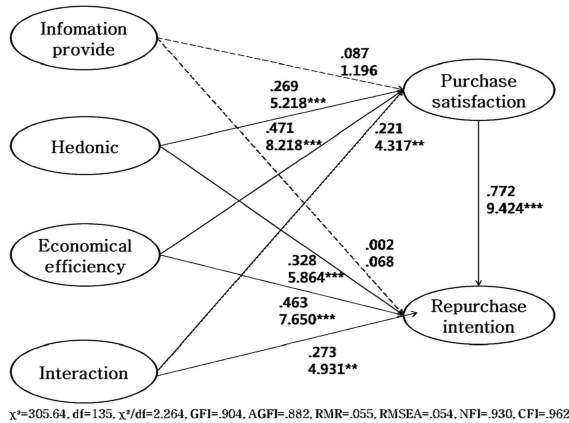 Infomation
provide
.087
1.196
Purchase
satisfaction
.269
5.218***
.471
8.218***
.221
4.317**
Hedonic
.772
9.424***
Economical
efficiency
.002
.068
.328
5.864***
.463
7.650***
Repurchase
intention
.273
4.931**
Interaction
χ²=305.64, df=135, χ²/df=2.264, GFI=.904, AGFI=.882, RMR=.055, RMSEA=.054, NFI=.930, CFI=.962